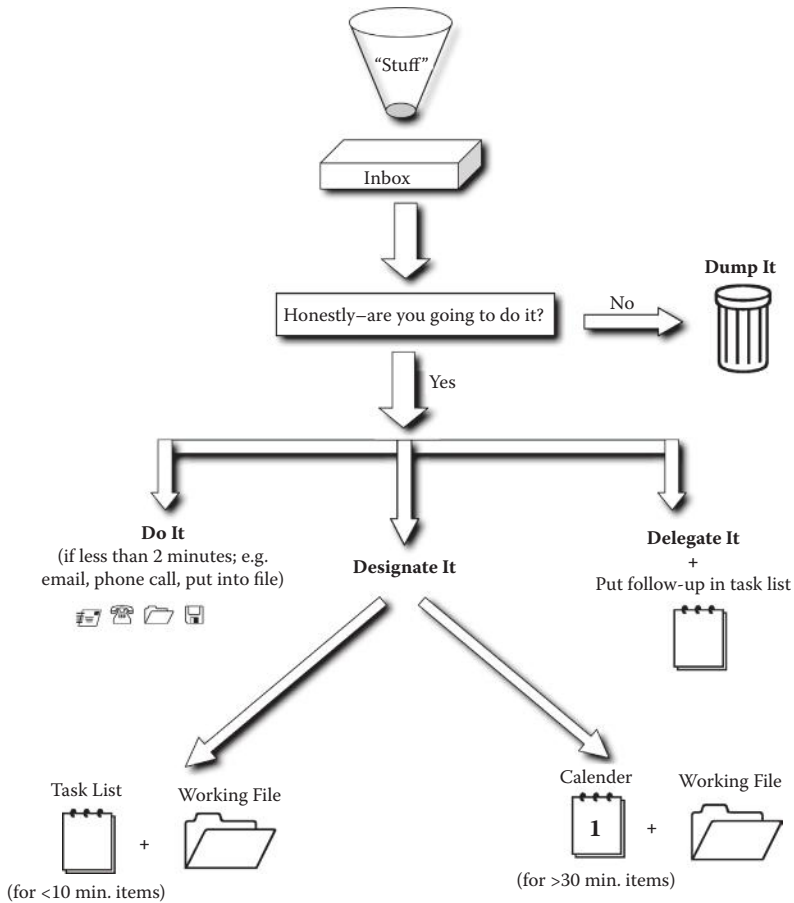 “Stuff”
Inbox
Dump It
Honestly–are you going to do it?
No
Yes
Do It
(if less than 2 minutes; e.g.
email, phone call, put into file)
Designate It
Delegate It
+
Put follow-up in task list
Task List
Working File
+
(for <10 min. items)
Calender
Working File
1
+
(for >30 min. items)